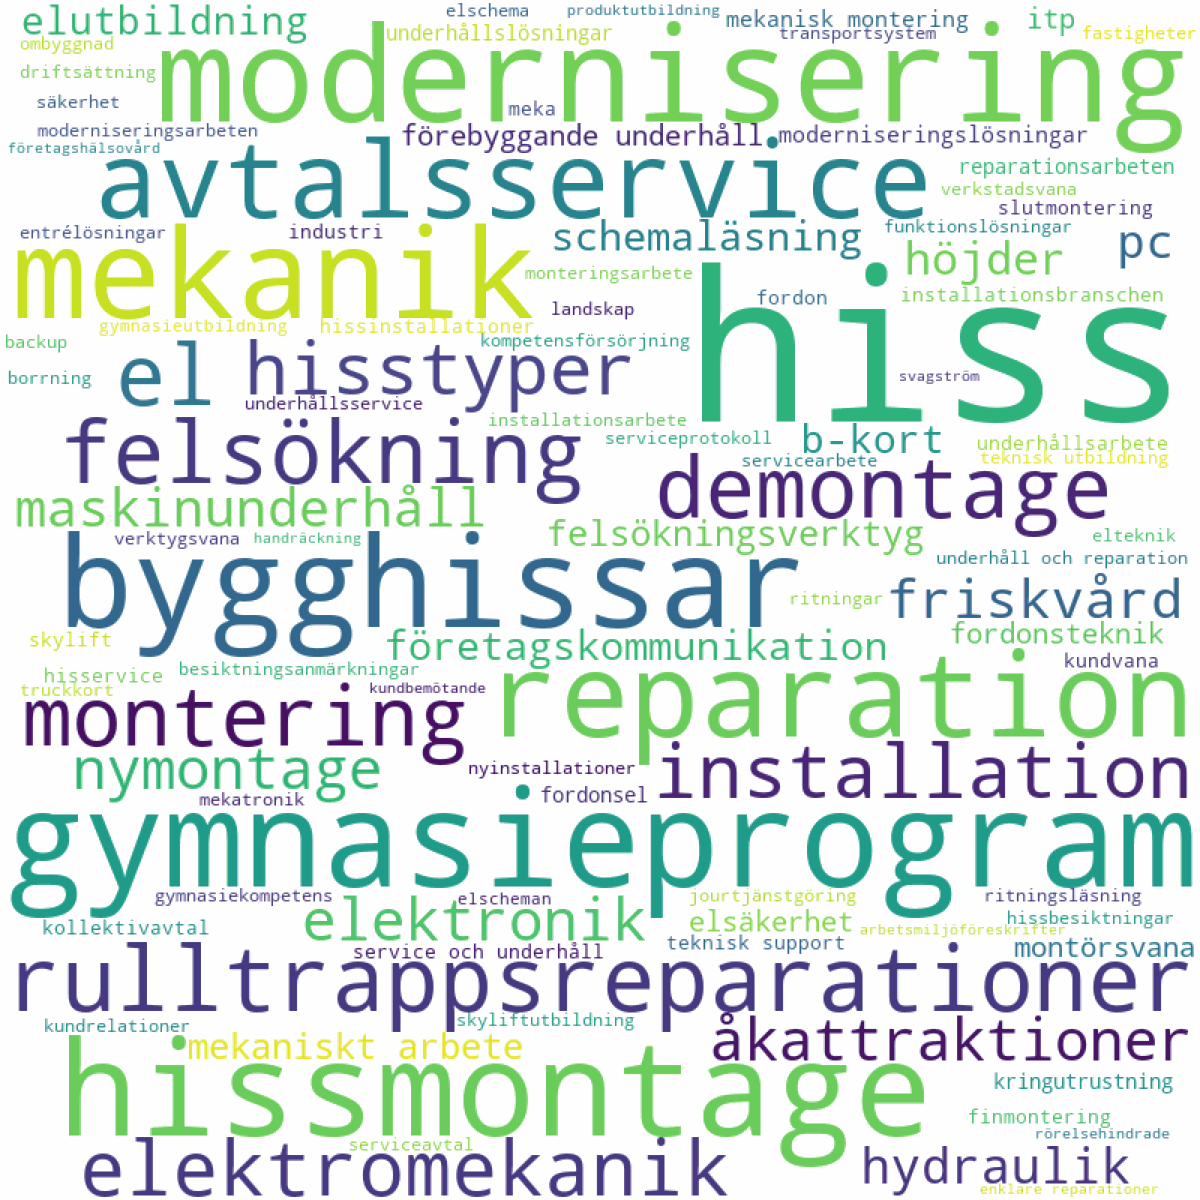 elutbildning
elschema
produktutbildning
mekanisk montering
itp
ombyggnad
underhållslösningar
transportsystem
fastigheter
modernisering
driftsättning
säkerhet
meka
moderniseringsarbeten
förebyggande underhåll
moderniseringslösningar
företagshälsovård
avtalsservice
reparationsarbeten
verkstadsvana
slutmontering
entrélösningar
industri
schemaläsning
funktionslösningar
pc
mekanik
monteringsarbete
höjder
hiss
fordon
installationsbranschen
landskap
gymnasieutbildning
hissinstallationer
kompetensförsörjning
backup
el
hisstyper
borrning
svagström
underhållsservice
felsökning
installationsarbete
serviceprotokoll
b-kort
underhållsarbete
servicearbete
teknisk utbildning
demontage
maskinunderhåll
felsökningsverktyg
verktygsvana
handräckning
elteknik
bygghissar
underhåll och reparation
ritningar
friskvård
skylift
företagskommunikation
fordonsteknik
hisservice
besiktningsanmärkningar
kundvana
truckkort
kundbemötande
reparation
montering
nymontage
nyinstallationer
installation
mekatronik
fordonsel
gymnasieprogram
gymnasiekompetens
elscheman
jourtjänstgöring
ritningsläsning
kollektivavtal
elektronik
elsäkerhet
hissbesiktningar
arbetsmiljöföreskrifter
service och underhåll
teknisk support
montörsvana
rulltrappsreparationer
kundrelationer
skyliftutbildning
mekaniskt arbete
åkattraktioner
hissmontage
kringutrustning
finmontering
rörelsehindrade
serviceavtal
elektromekanik
hydraulik
enklare reparationer